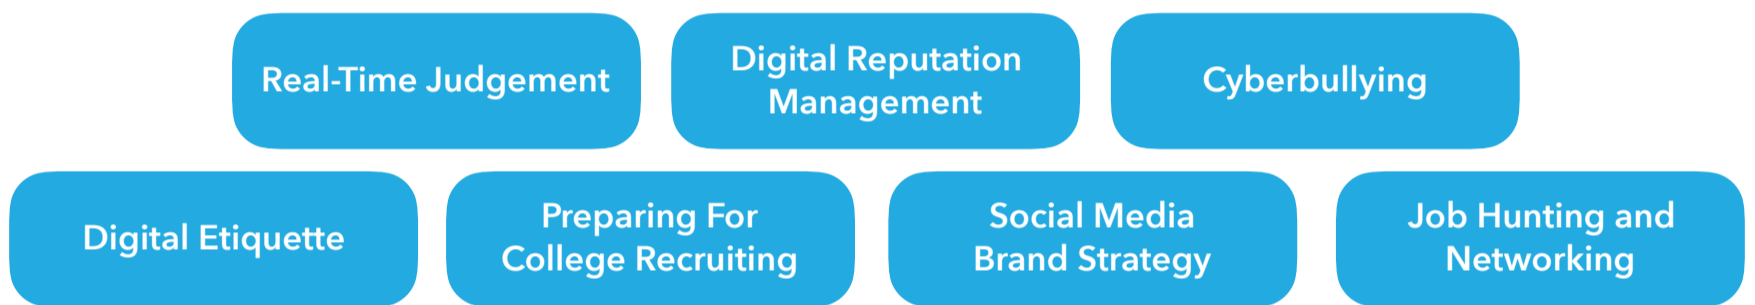 Real-Time Judgement
Digital Reputation
Management
Cyberbullying
Digital Etiquette
Preparing For
College Recruiting
Social Media
Brand Strategy
Job Hunting and
Networking